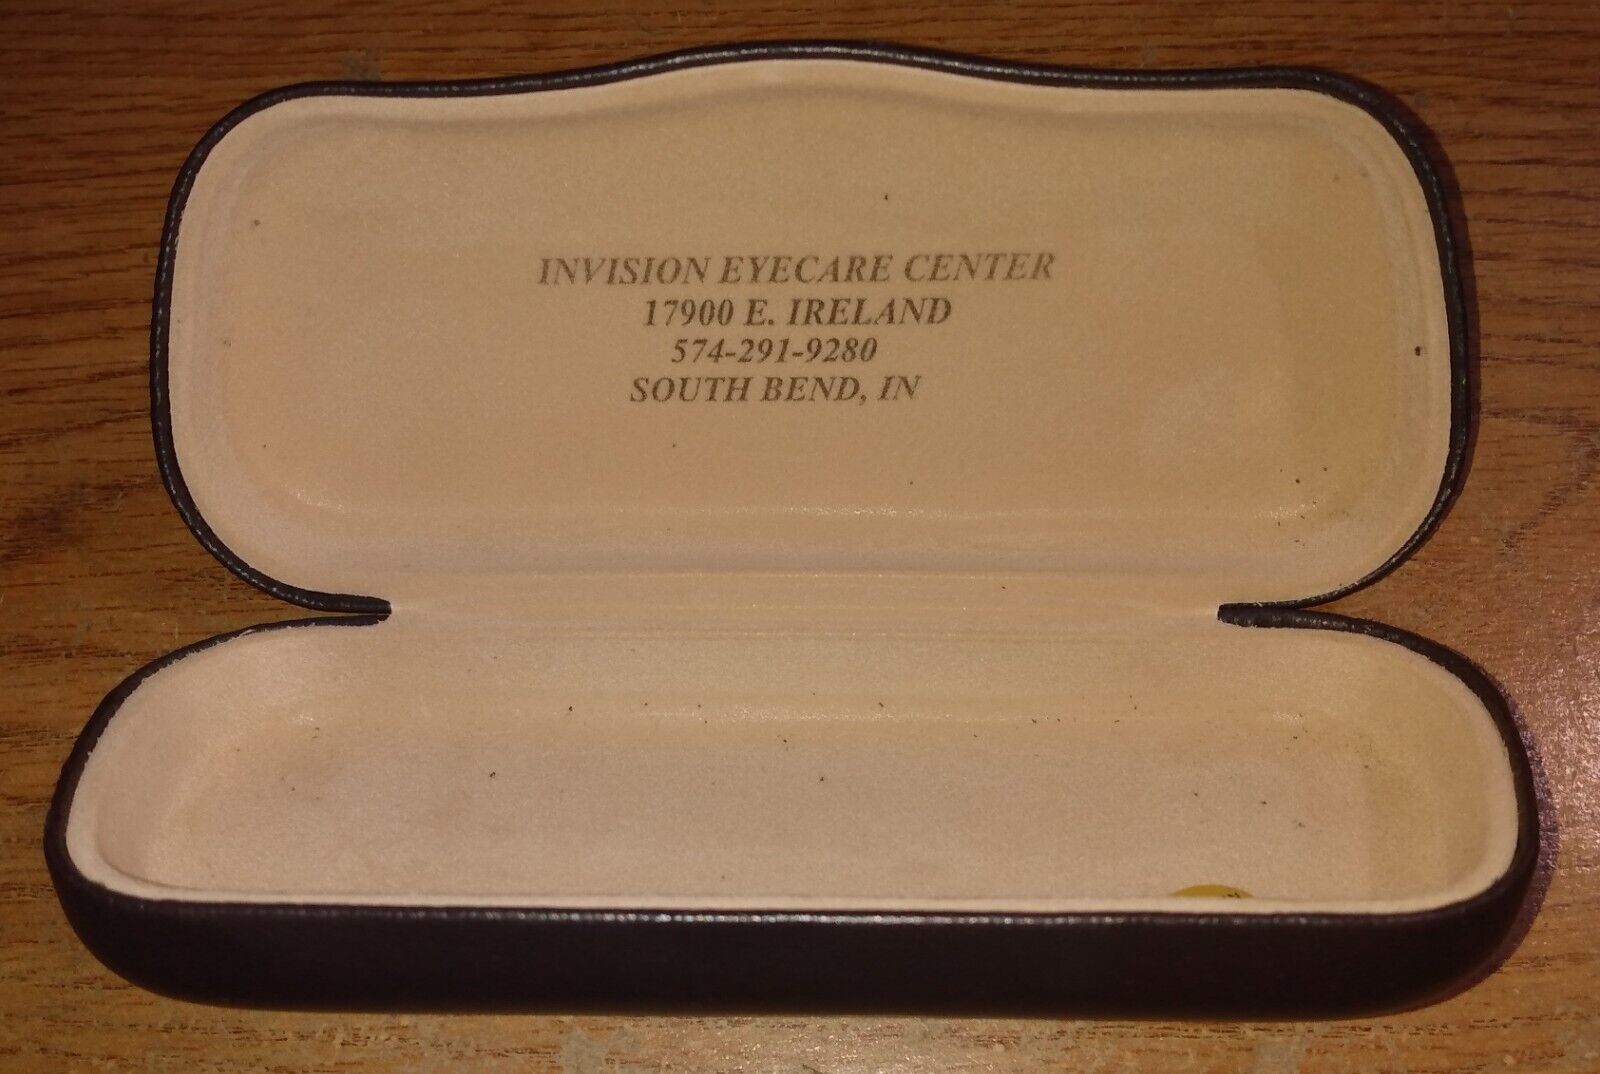 INVISION EYECARE CENTER
17900 E. IRELAND
574-291-9280
SOUTH BEND, IN